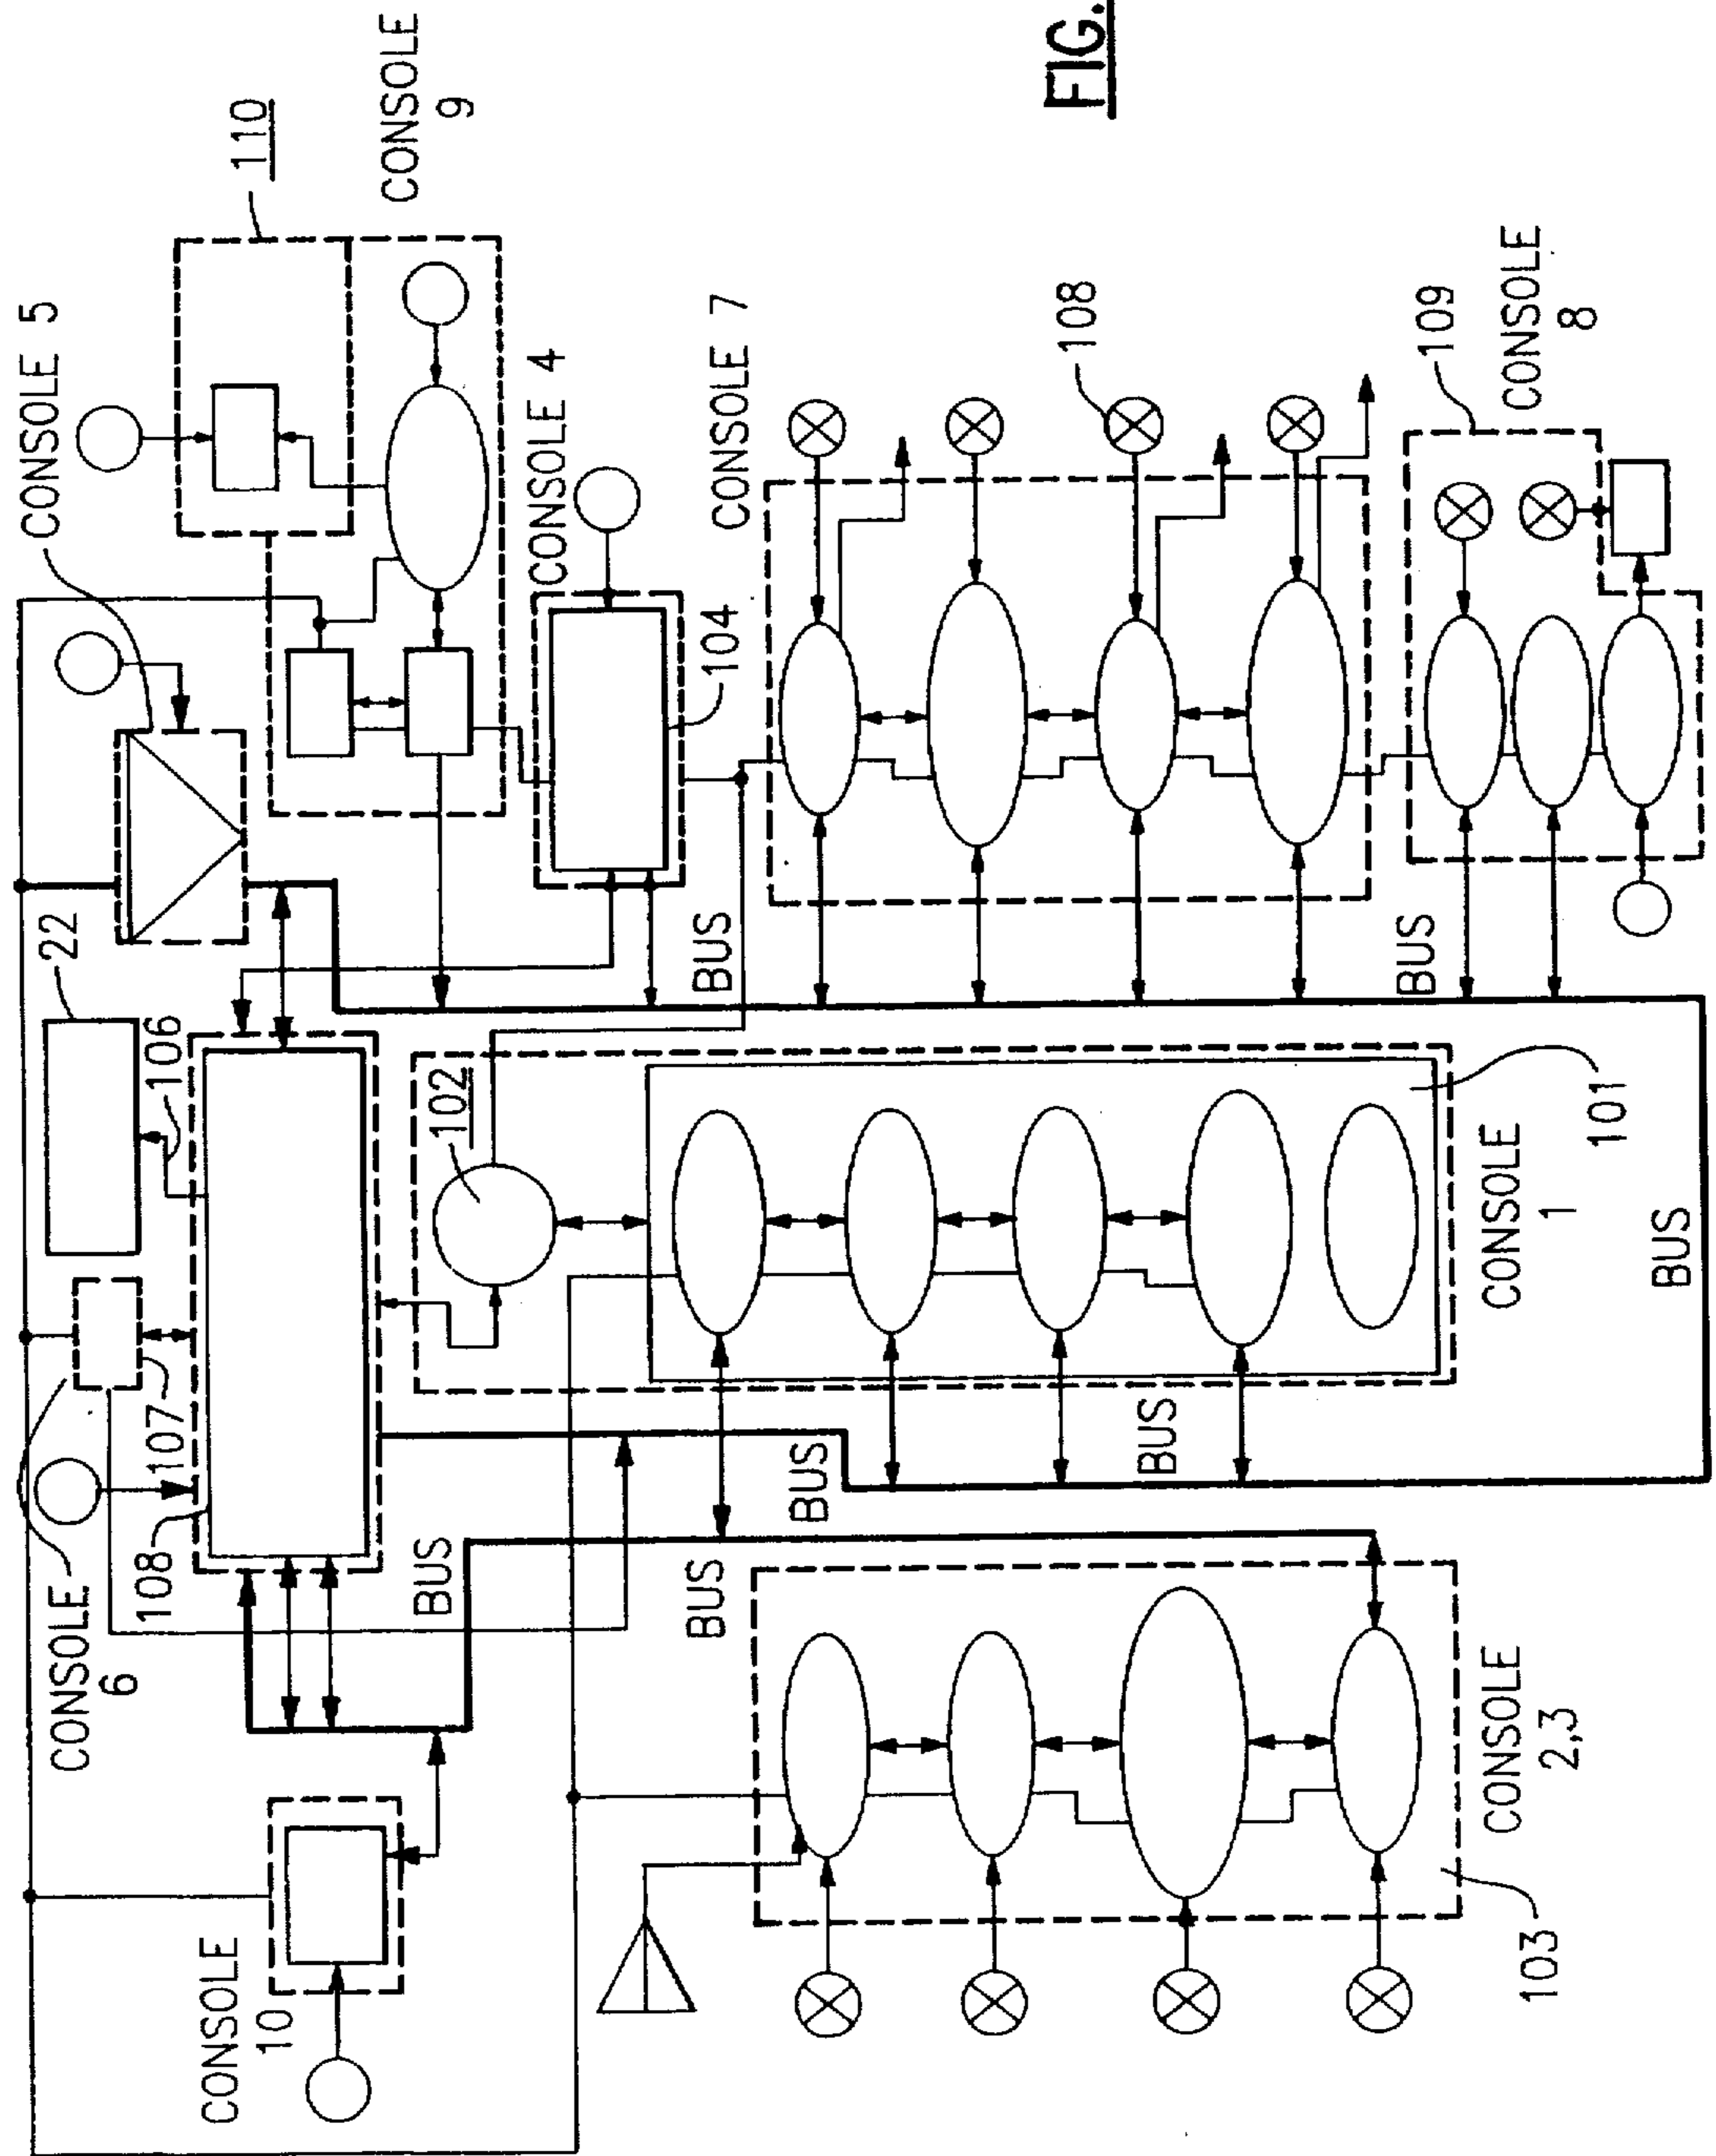 CONSOLE
10
CONSOLE
6
108
107
106
22
CONSOLE 5
110
CONSOLE
9
CONSOLE 4
104
BUS
102
BUS
BUS
BUS
BUS
CONSOLE
2,3
103
CONSOLE
1
101
BUS
CONSOLE 7
108
BUS
109
CONSOLE
8
FIG.